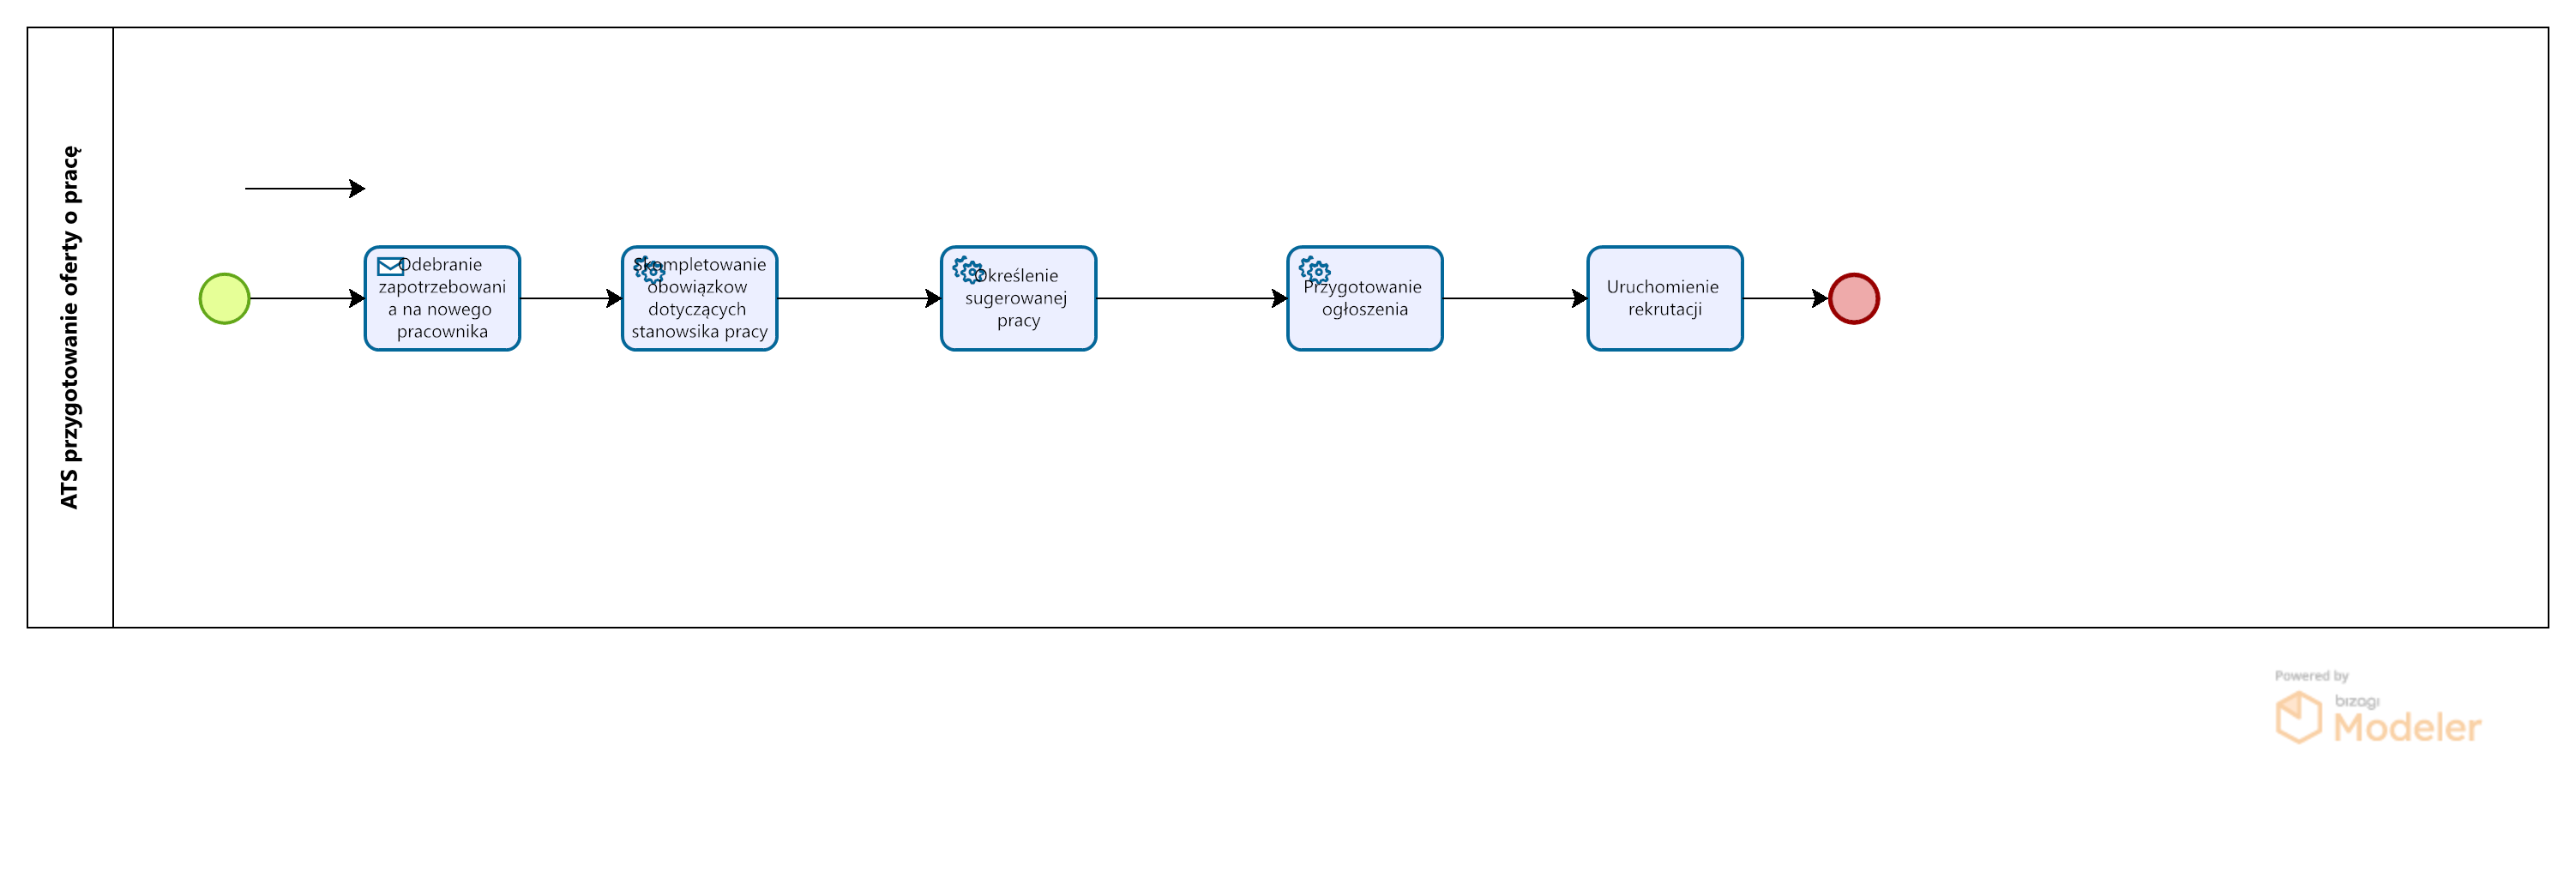 ATS przygotowanie oferty o pracę
Odebranie
zapotrzebowani
a na nowego
pracownika
Skompletowanie
obowiązkow
dotyczących
stanowsika pracy
Określenie
sugerowanej
pracy
Przygotowanie
ogłoszenia
Uruchomienie
rekrutacji
Powered by
bizagi
Modeler